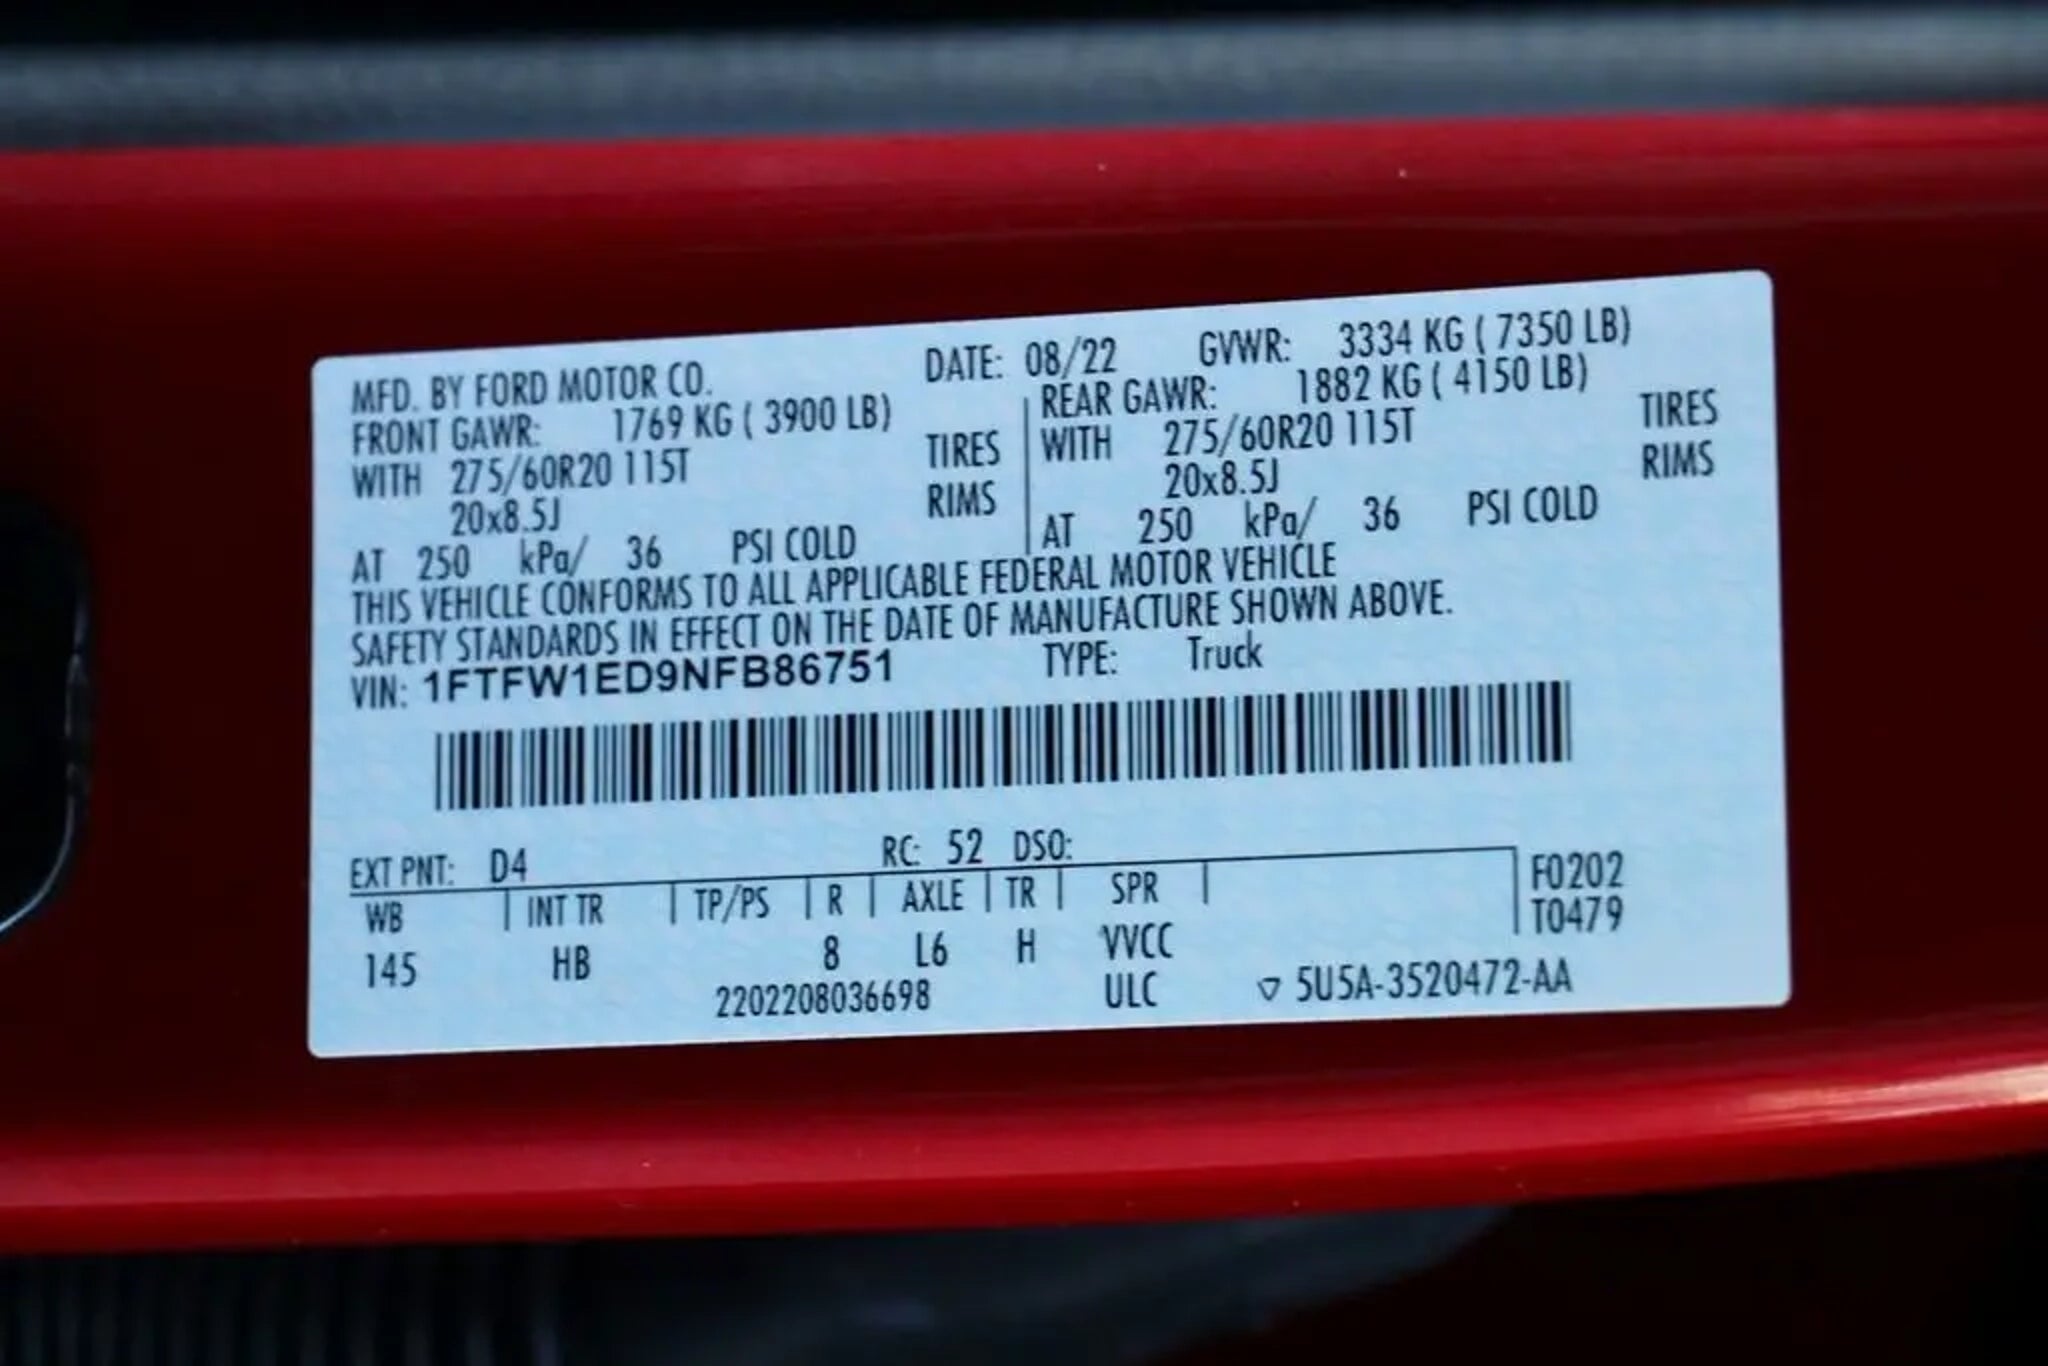 MFD. BY FORD MOTOR CO. DATE: 08/22 GVWR: 3334 KG ( 7350 LB)
FRONT GAWR: 1769 KG ( 3900 LB) REAR GAWR: 1882 KG ( 4150 LB)
WITH 275/60R20 115T TIRES WITH 275/60R20 115T TIRES
20x8.5J RIMS 20x8.5J RIMS
AT 250 kPa/ 36 PSI COLD AT 250 kPa/ 36 PSI COLD
THIS VEHICLE CONFORMS TO ALL APPLICABLE FEDERAL MOTOR VEHICLE
SAFETY STANDARDS IN EFFECT ON THE DATE OF MANUFACTURE SHOWN ABOVE.
VIN: 1FTFW1ED9NFB86751 TYPE: Truck
EXT PNT: D4 RC: 52 DSO:
WB INT TR TP/PS R AXLE TR SPR F0202
T0479
145 HB 8 L6 H VVCC
2202208036698 ULC ▽ 5U5A-3520472-AA